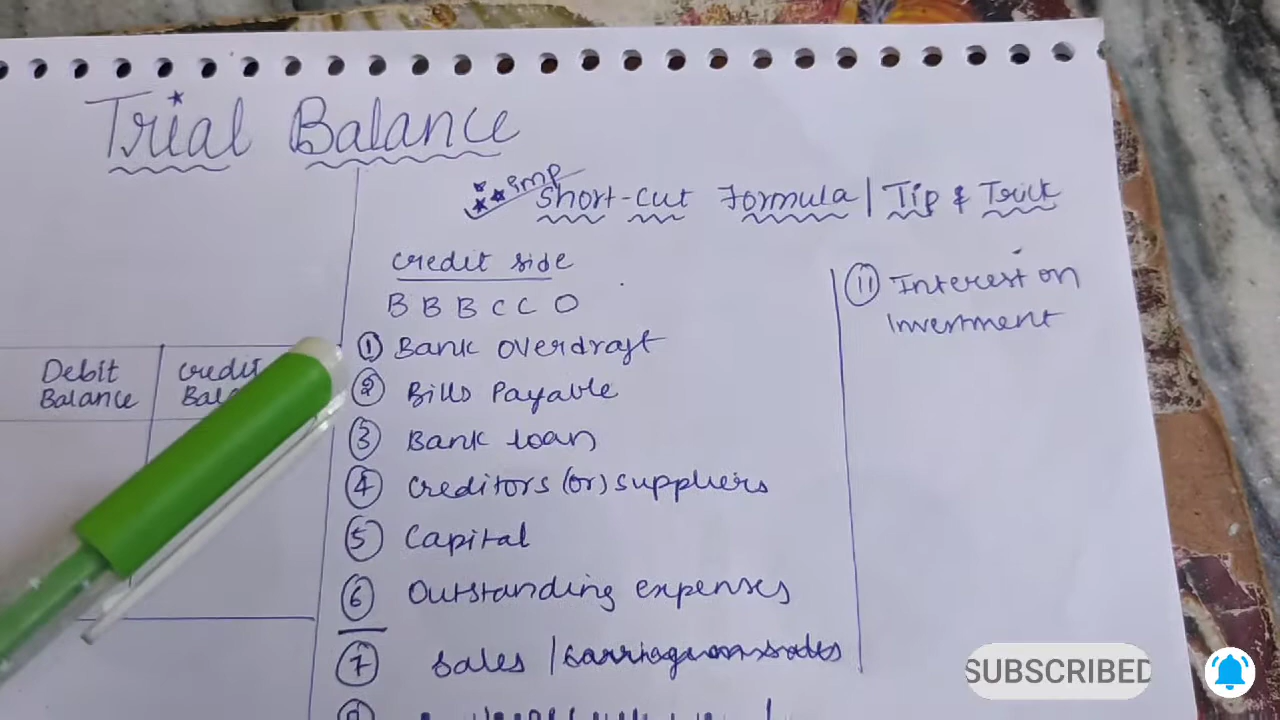 Trial Balance
Imp
Short-cut Formula | Tip & Trick
credit side
B B B C C O
① Bank overdraft
② Bills Payable
③ Bank loan
④ creditors (or) suppliers
⑤ Capital
⑥ Outstanding expenses
⑦ Sales /
⑪ Interest on
Investment
Debit
Balance
credit
SUBSCRIBED